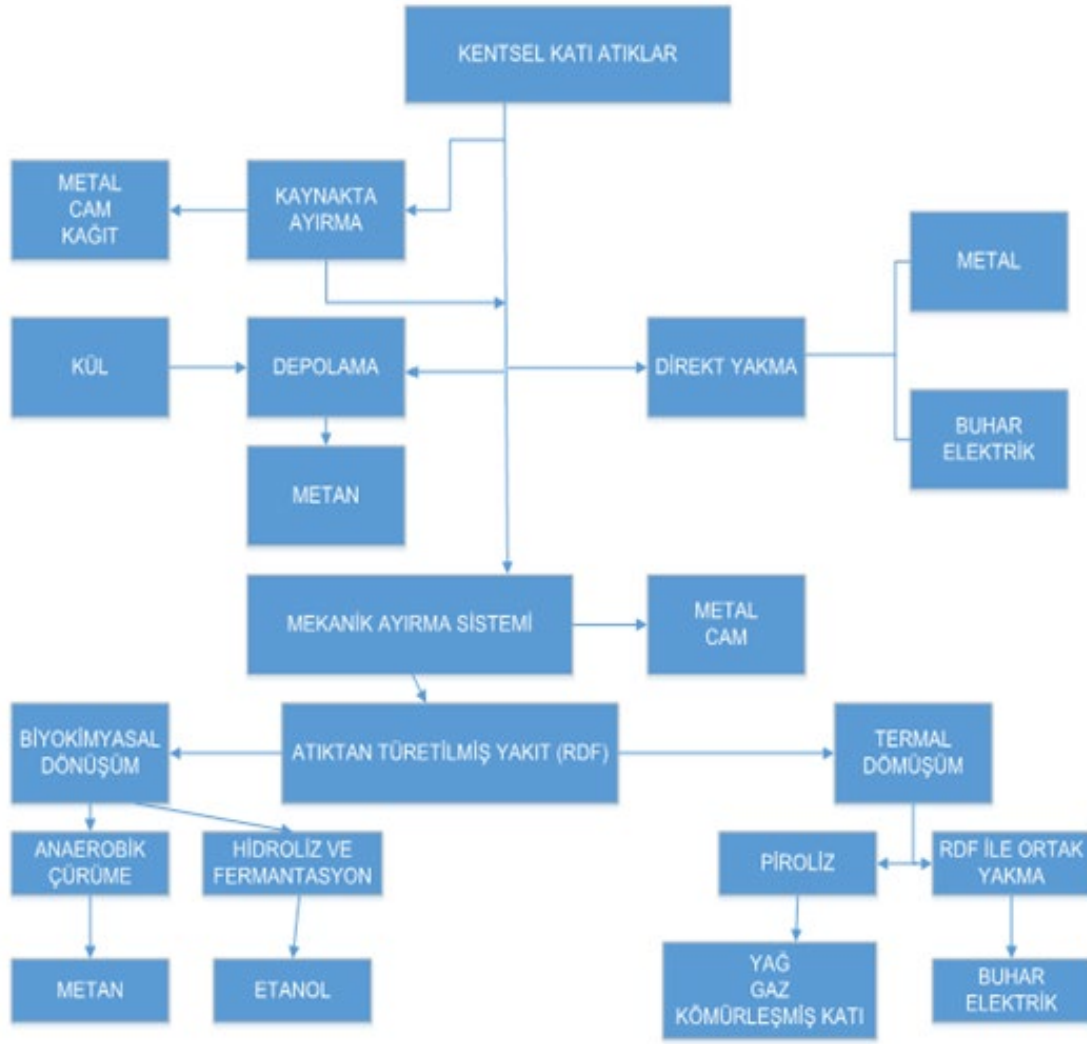 KENTSEL KATI ATIKLAR
METAL
CAM
KAĞIT
KAYNAKTA
AYIRMA
METAL
KÜL
DEPOLAMA
DİREKT YAKMA
BUHAR
ELEKTRİK
METAN
MEKANİK AYIRMA SİSTEMİ
METAL
CAM
BİYOKİMYASAL
DÖNÜŞÜM
ATIKTAN TÜRETİLMİŞ YAKIT (RDF)
TERMAL
DÖMÜŞÜM
ANAEROBİK
ÇÜRÜME
HİDROLİZ VE
FERMANTASYON
PİROLİZ
RDF İLE ORTAK
YAKMA
METAN
ETANOL
YAĞ
GAZ
KÖMÜRLEŞMİŞ KATI
BUHAR
ELEKTRİK